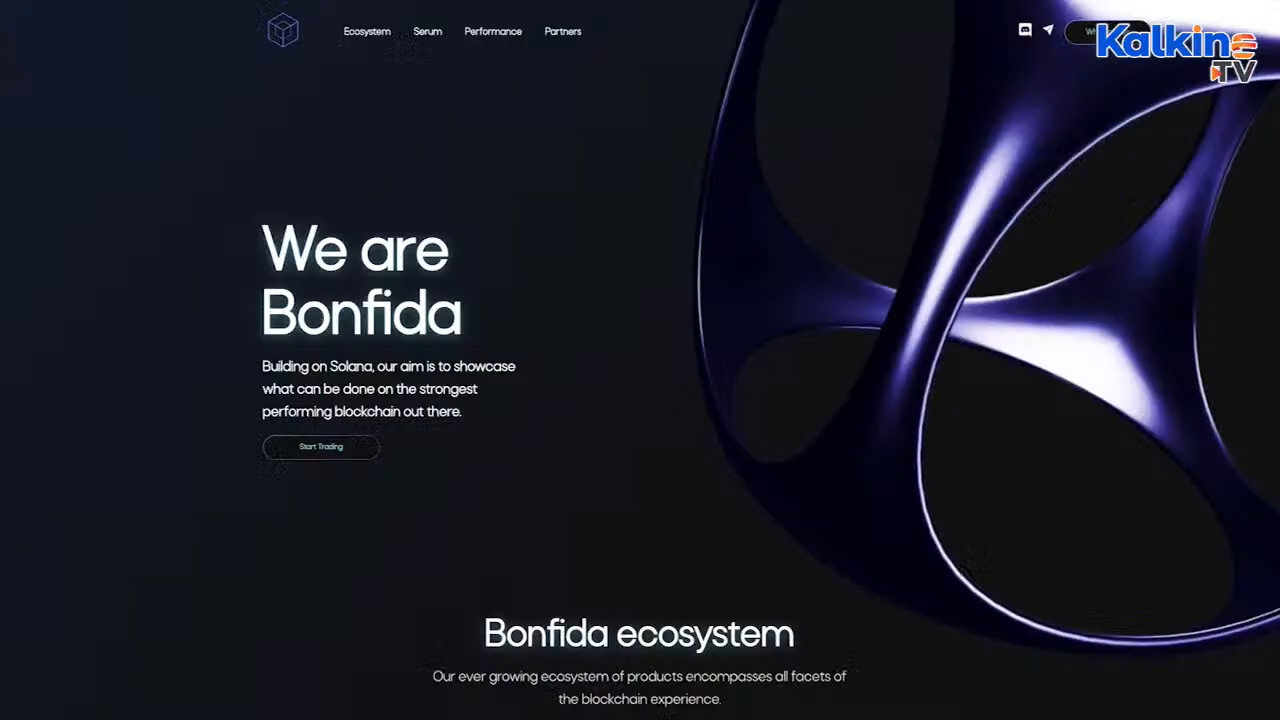 Ecosystem Serum Performance Partners
Kalkine
TV
We are
Bonfida
Building on Solana, our aim is to showcase
what can be done on the strongest
performing blockchain out there.
Start Trading
Bonfida ecosystem
Our ever growing ecosystem of products encompasses all facets of
the blockchain experience.